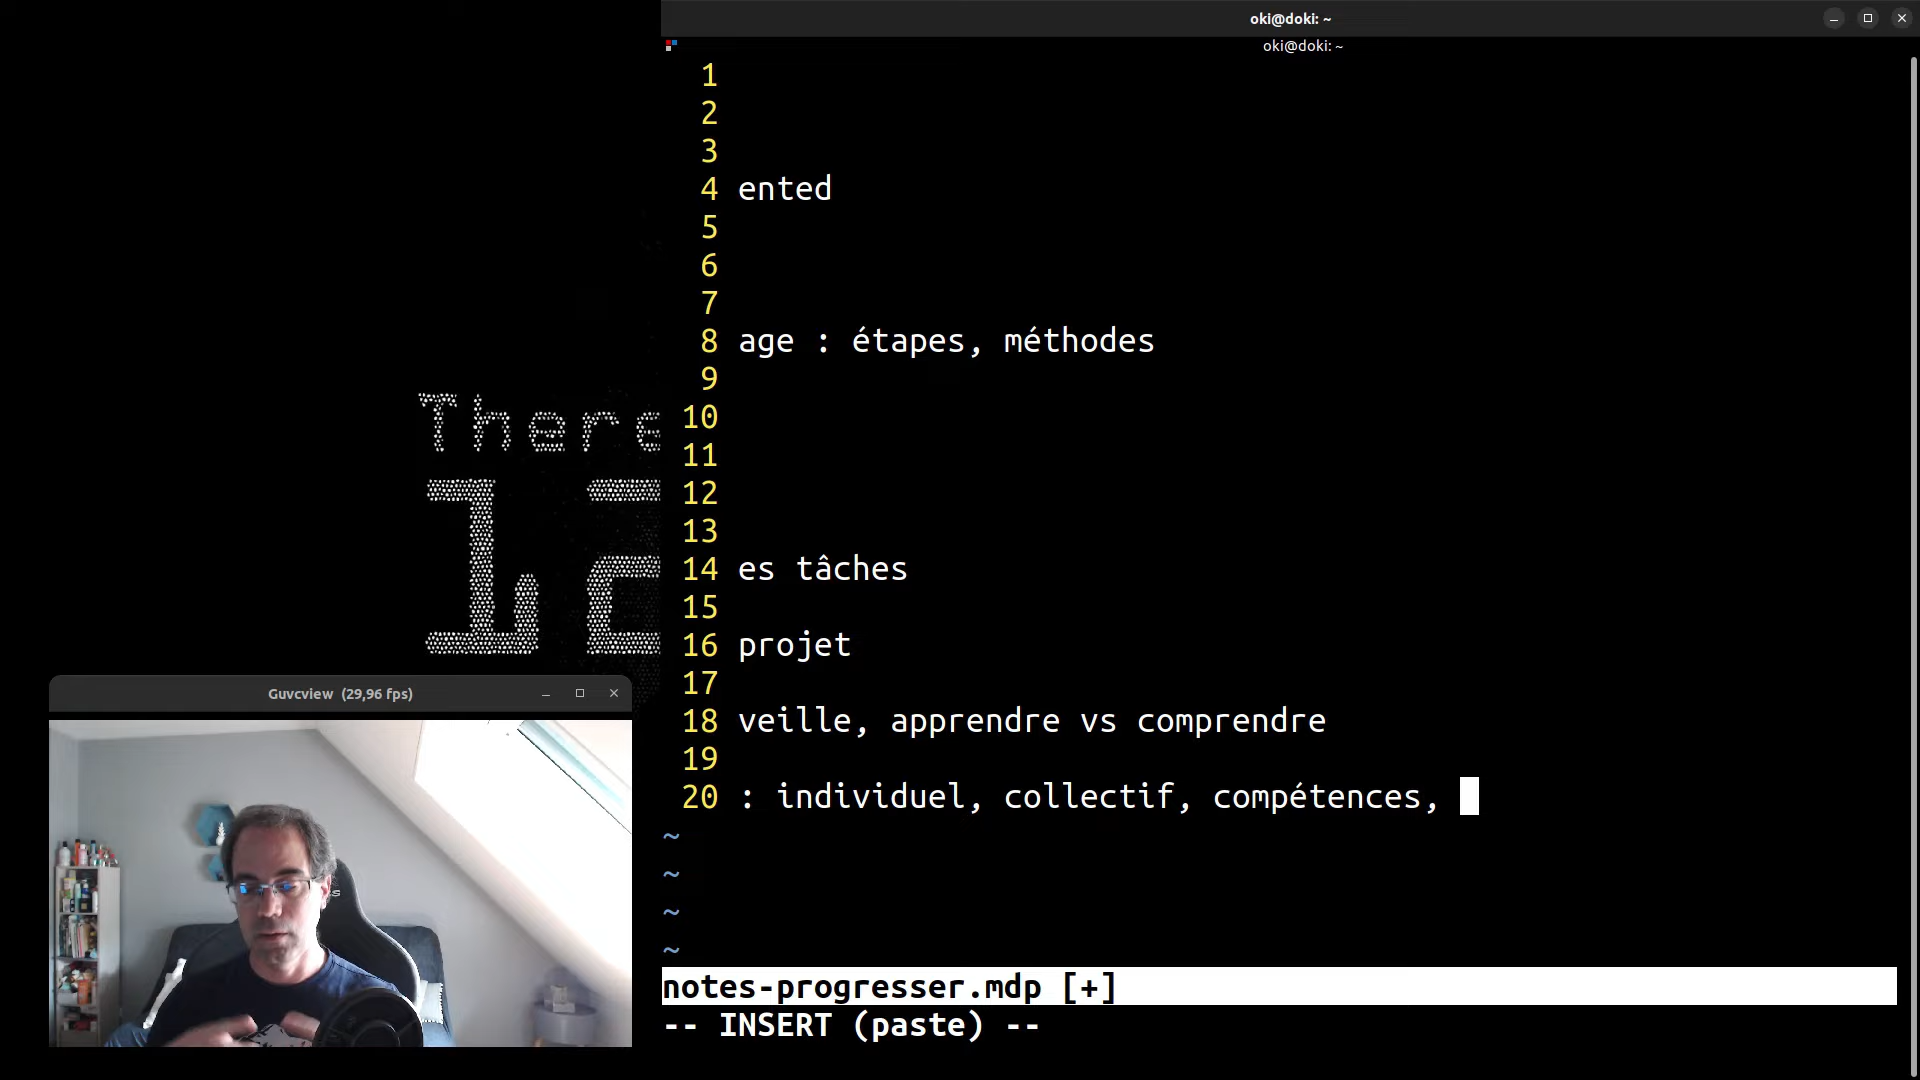 oki@doki: ~
oki@doki: ~
1
2
3
4 ented
5
6
7
8 age : étapes, méthodes
9
10
11
12
13
14 es tâches
15
16 projet
17
18 veille, apprendre vs comprendre
19
20 : individuel, collectif, compétences,
~
~
~
~
notes-progresser.mdp [+]
-- INSERT (paste) --
There
Guvcview (29,96 fps)